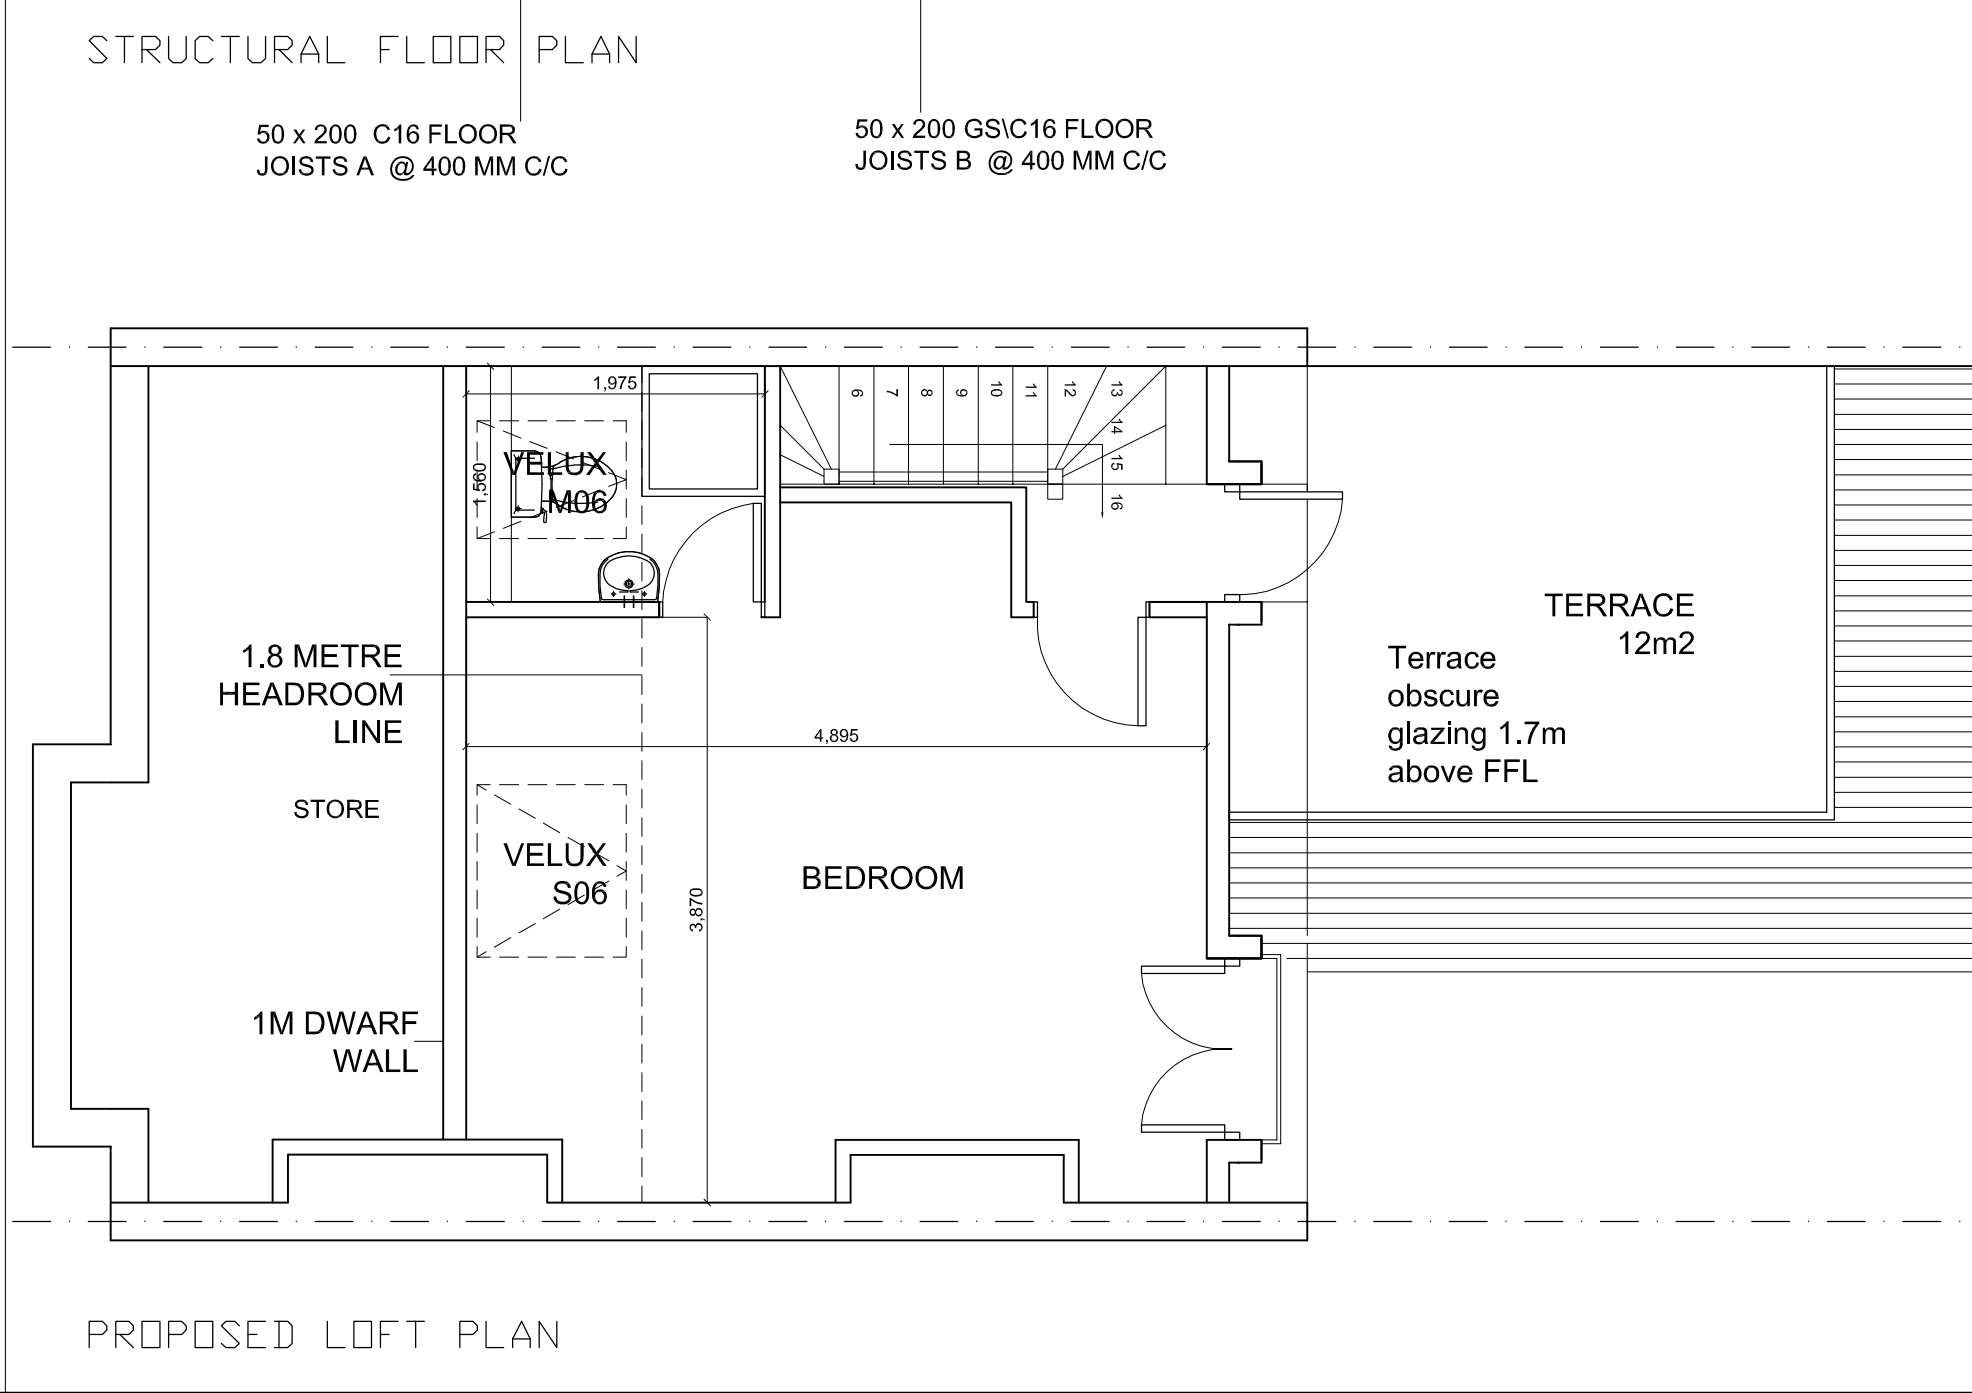 STRUCTURAL FLOOR PLAN
50 x 200 C16 FLOOR
JOISTS A @ 400 MM C/C
50 x 200 GS\C16 FLOOR
JOISTS B @ 400 MM C/C
1,975
6
7
8
9
10
11
12
13
14
15
16
VELUX
M06
1,560
1.8 METRE
HEADROOM
LINE
TERRACE
12m2
Terrace
obscure
glazing 1.7m
above FFL
4,895
STORE
VELUX
S06
BEDROOM
3,870
1M DWARF
WALL
PROPOSED LOFT PLAN